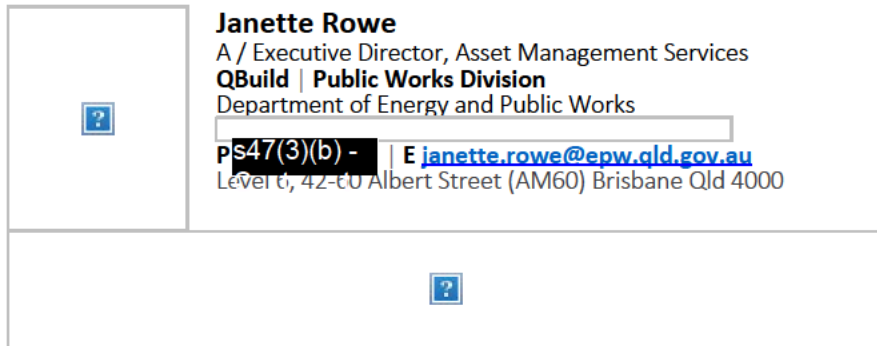 Janette Rowe
A / Executive Director, Asset Management Services
QBuild | Public Works Division
Department of Energy and Public Works
P s47(3)(b) - | E janette.rowe@epw.qld.gov.au
Level 6, 42-60 Albert Street (AM60) Brisbane Qld 4000